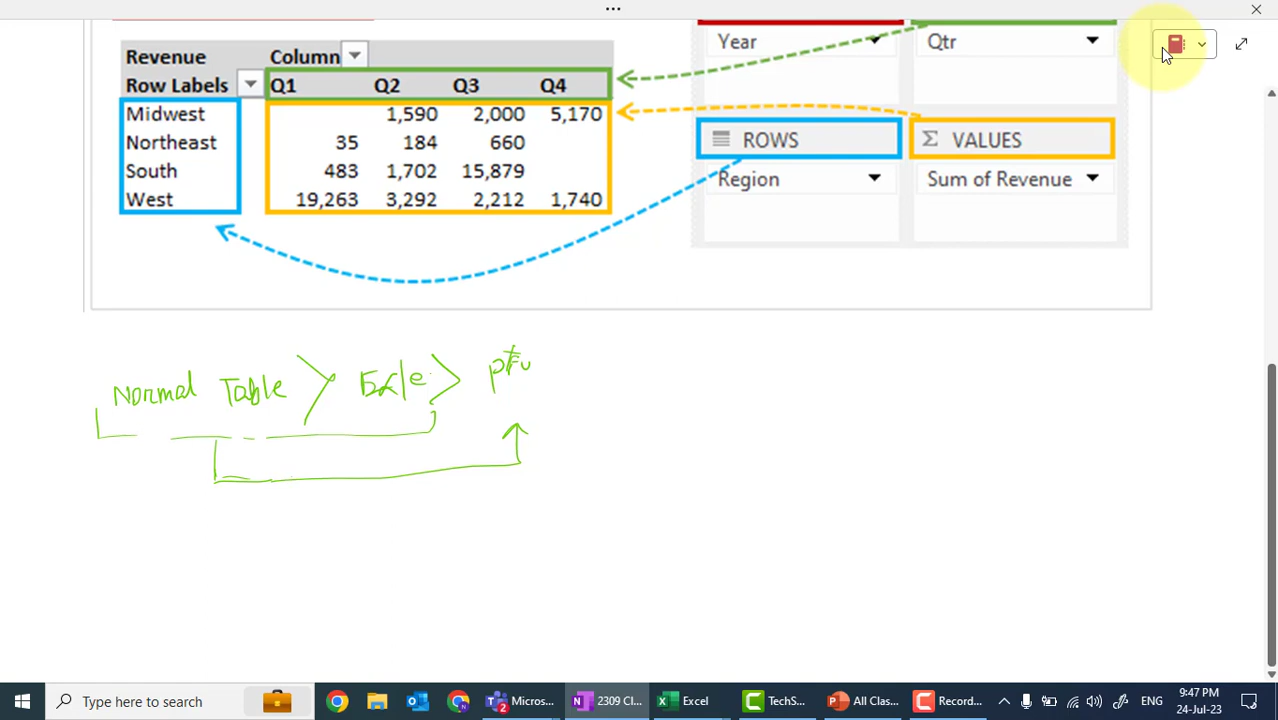 Year
Qtr
Revenue Column
Row Labels Q1 Q2 Q3 Q4
Midwest 1,590 2,000 5,170
Northeast 35 184 660
South 483 1,702 15,879
West 19,263 3,292 2,212 1,740
ROWS
Σ VALUES
Region
Sum of Revenue
Normal Table >
Type here to search
Micros...
2309 Cl...
Excel
TechS...
All Class...
Record...
ENG
9:47 PM
24-Jul-23